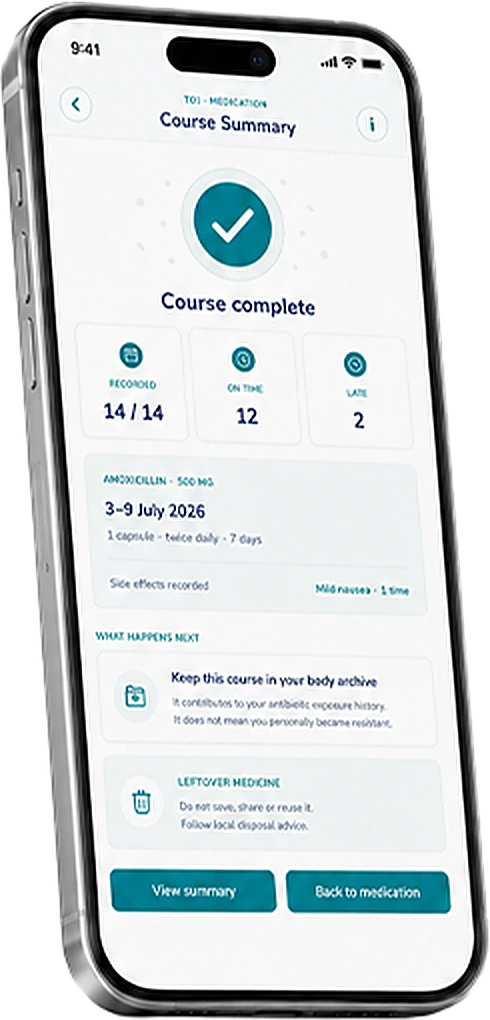 9:41
T01 - MEDICATION
Course Summary
i
Course complete
RECORDED
14 / 14
ON TIME
12
LATE
2
AMOXICILLIN - 500 MG
3–9 July 2026
1 capsule - twice daily - 7 days
Side effects recorded
Mild nausea - 1 time
WHAT HAPPENS NEXT
Keep this course in your body archive
It contributes to your antibiotic exposure history.
It does not mean you personally became resistant.
LEFTOVER MEDICINE
Do not save, share or reuse it.
Follow local disposal advice.
View summary
Back to medication